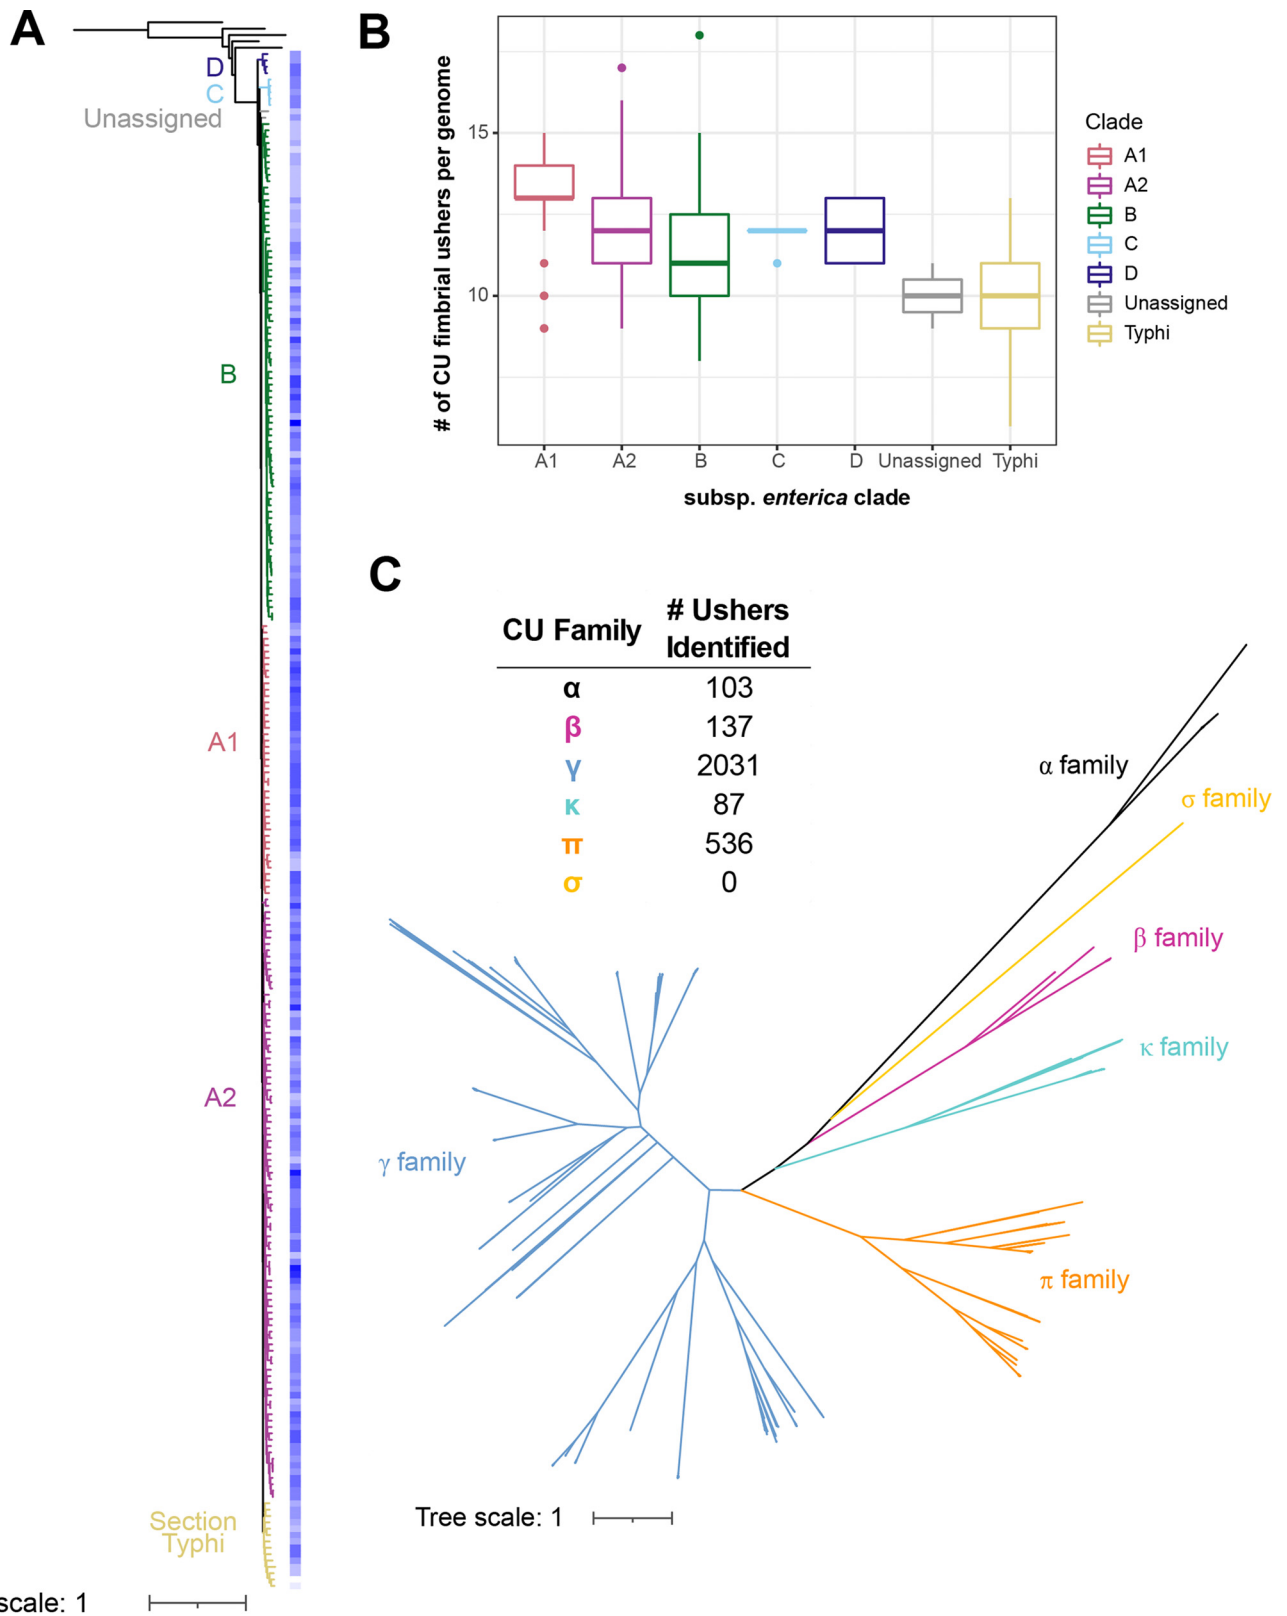 A
D
C
Unassigned
B
A1
A2
Section
Typhi
scale: 1
B
# of CU fimbrial ushers per genome
15
10
A1
A2
B
C
D
Unassigned
Typhi
subsp. enterica clade
Clade
A1
A2
B
C
D
Unassigned
Typhi
C
CU Family # Ushers Identified
α 103
β 137
γ 2031
κ 87
π 536
σ 0
α family
σ family
β family
κ family
γ family
π family
Tree scale: 1